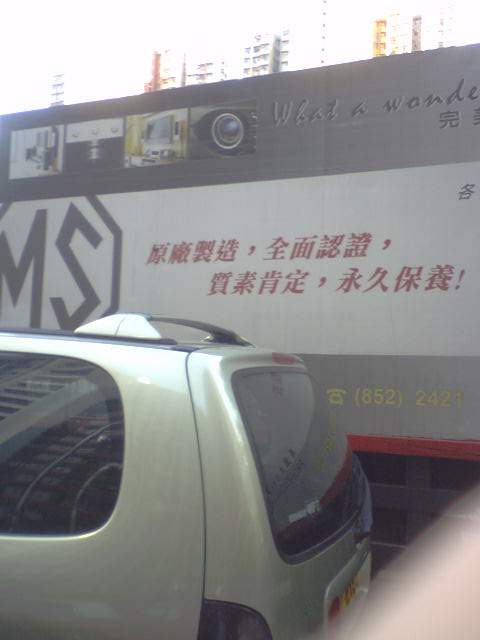 What a wonde
完美
各
MS
原廠製造，全面認證，
質素肯定，永久保養!
☎ (852) 2421